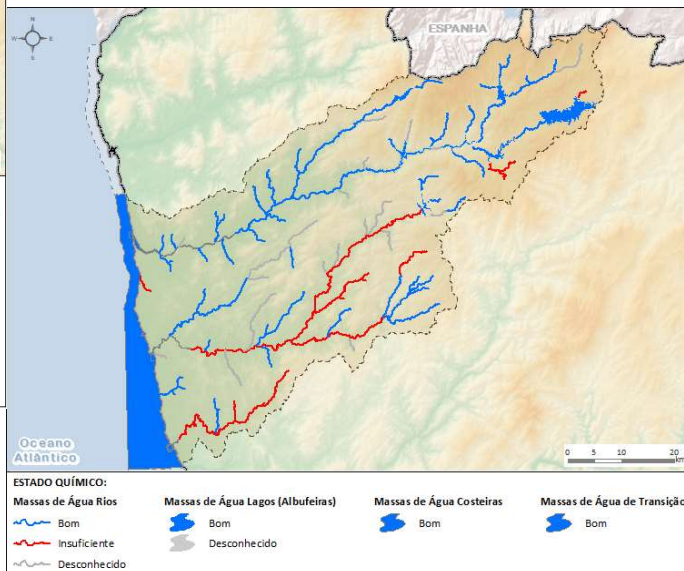 N
W
E
S
ESPANHA
Oceano
Atlântico
0 5 10 20
km
ESTADO QUÍMICO:
Massas de Água Rios
Bom
Insuficiente
Desconhecido
Massas de Água Lagos (Albufeiras)
Bom
Desconhecido
Massas de Água Costeiras
Bom
Massas de Água de Transição
Bom